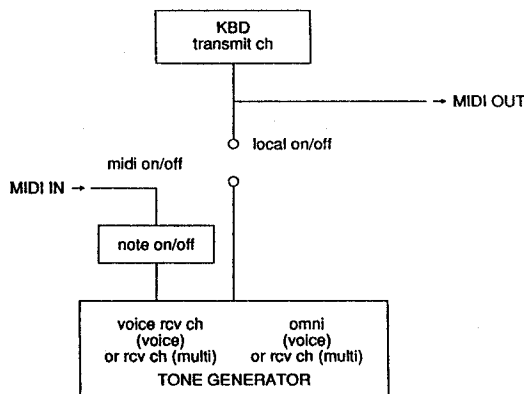 KBD
transmit ch
→ MIDI OUT
local on/off
midi on/off
MIDI IN →
note on/off
voice rcv ch
(voice)
or rcv ch (multi)
omni
(voice)
or rcv ch (multi)
TONE GENERATOR